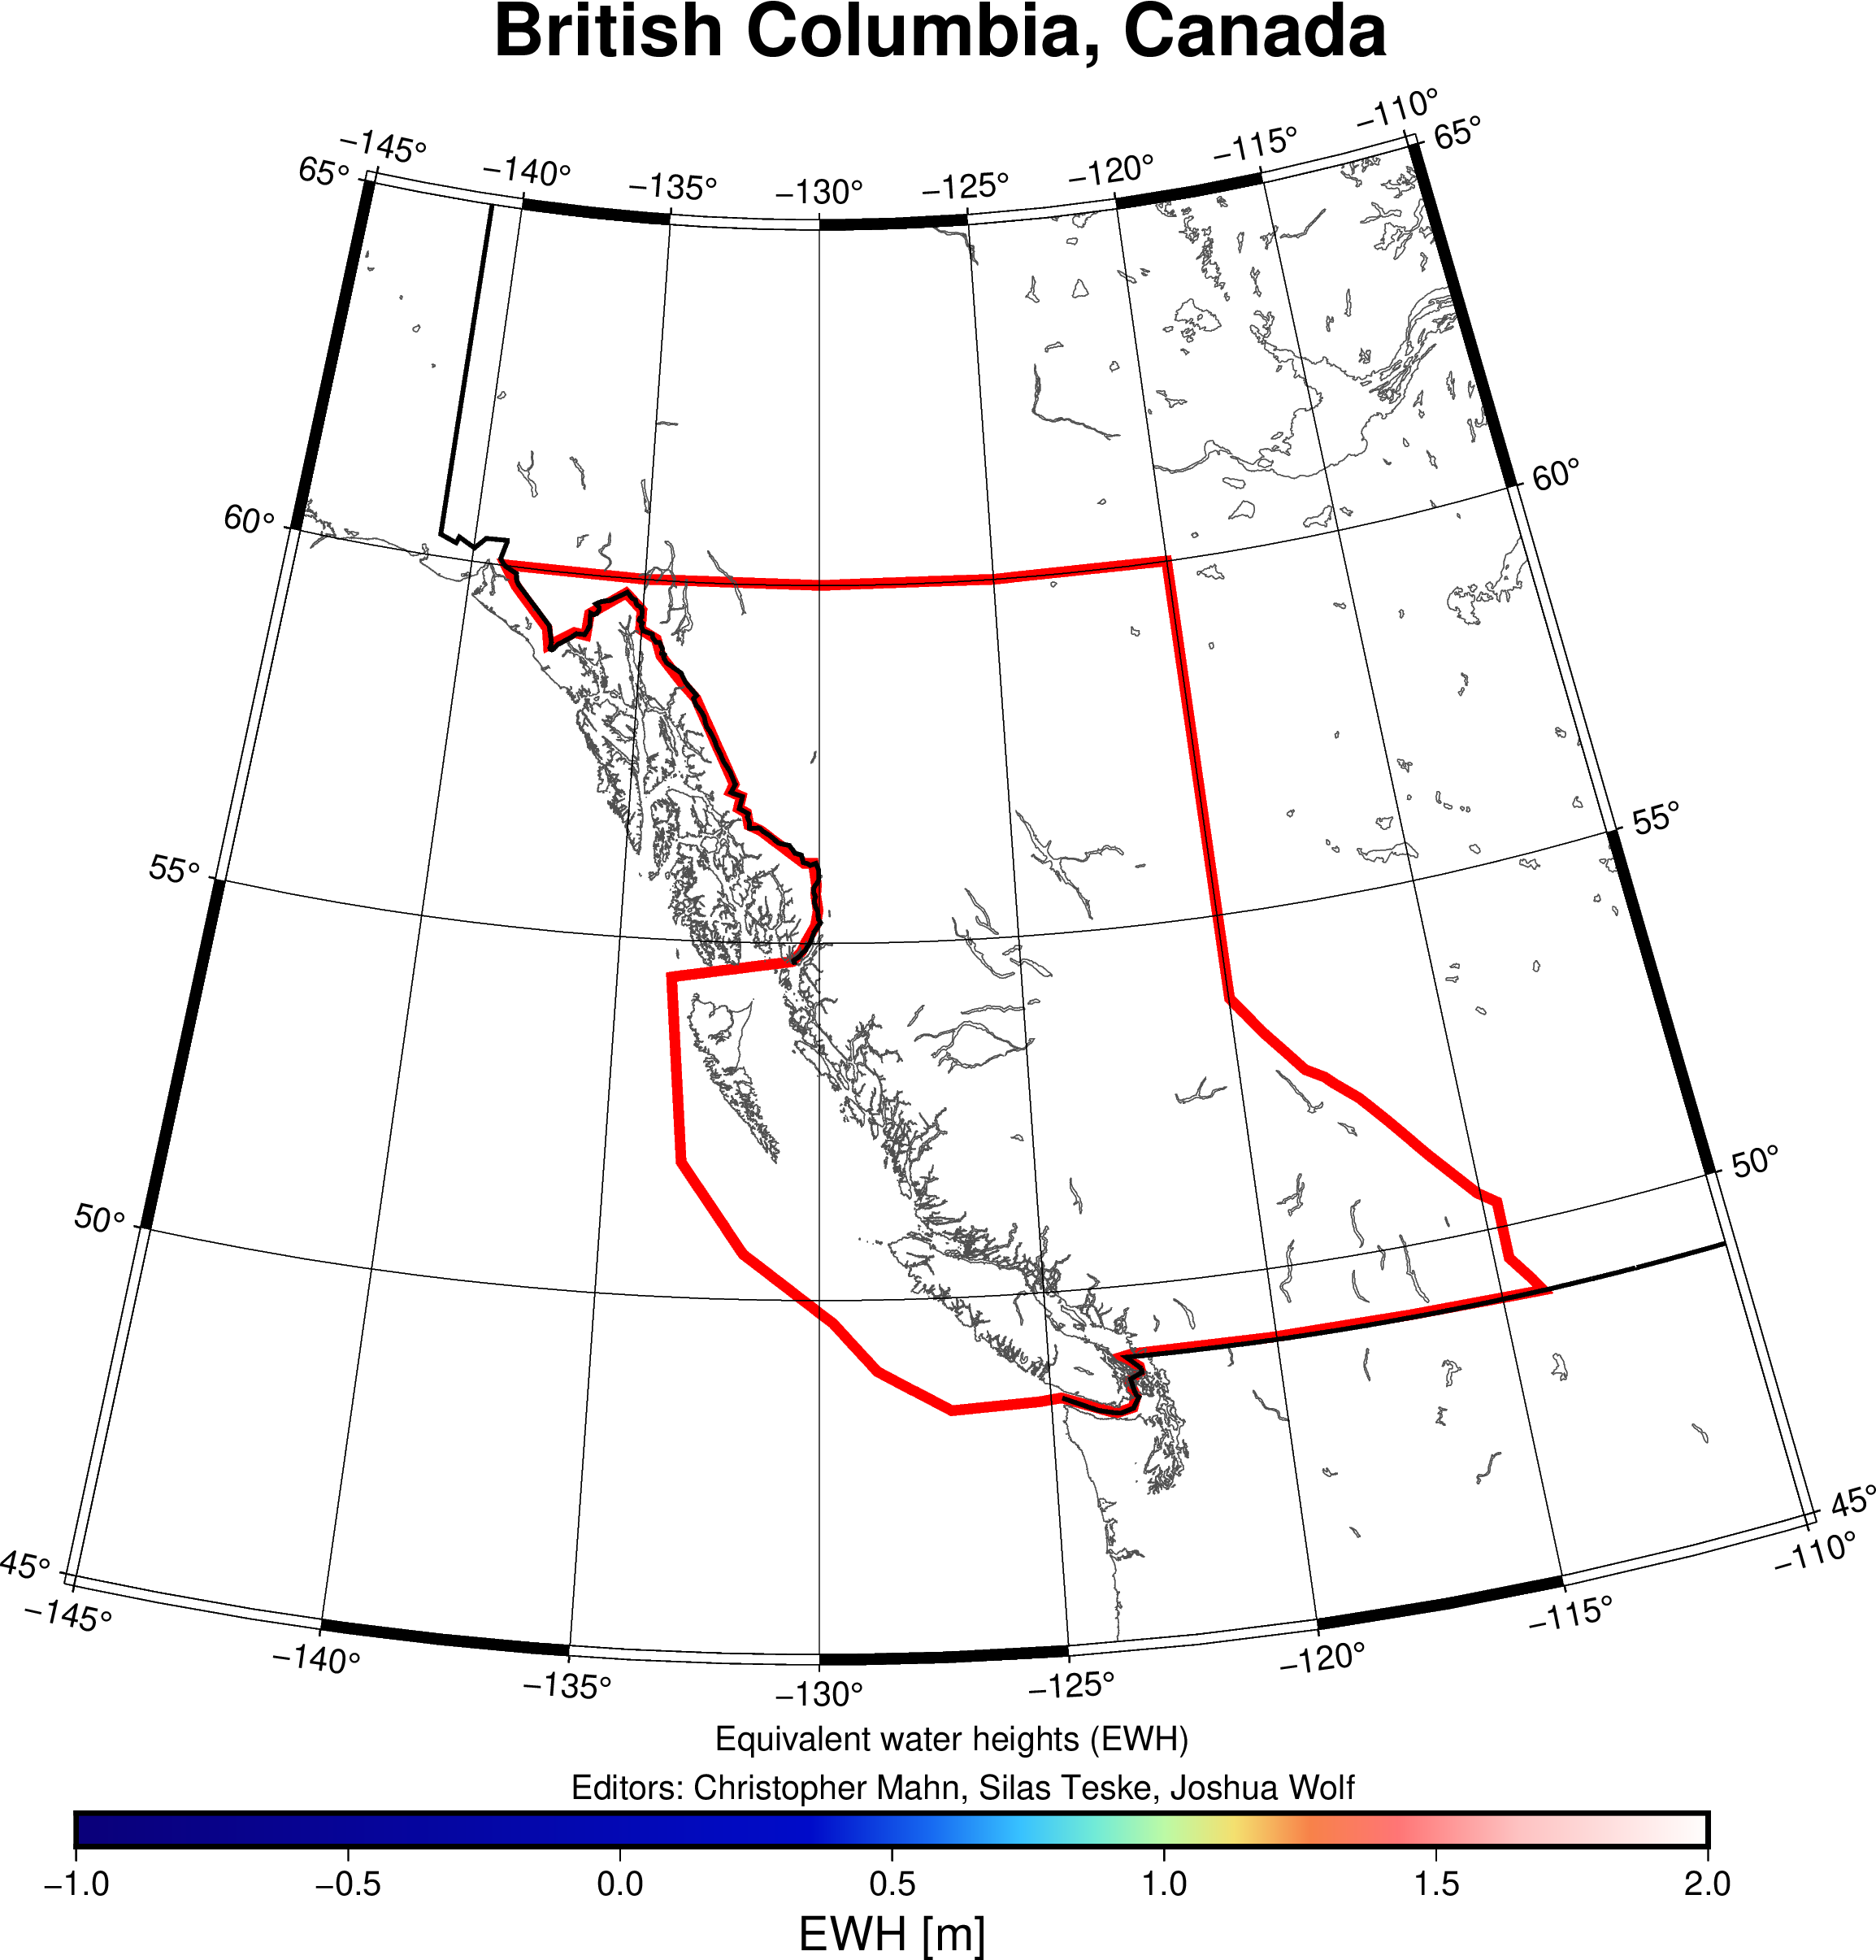 British Columbia, Canada
−145° −140° −135° −130° −125° −120° −115° −110°
65° 65°
60° 60°
55° 55°
50° 50°
45° 45°
−145° −140° −135° −130° −125° −120° −115° −110°
Equivalent water heights (EWH)
Editors: Christopher Mahn, Silas Teske, Joshua Wolf
−1.0 −0.5 0.0 0.5 1.0 1.5 2.0
EWH [m]